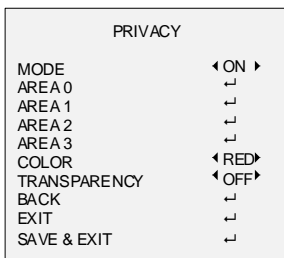 PRIVACY
MODE ON
AREA 0 ↵
AREA 1 ↵
AREA 2 ↵
AREA 3 ↵
COLOR RED
TRANSPARENCY OFF
BACK ↵
EXIT ↵
SAVE & EXIT ↵